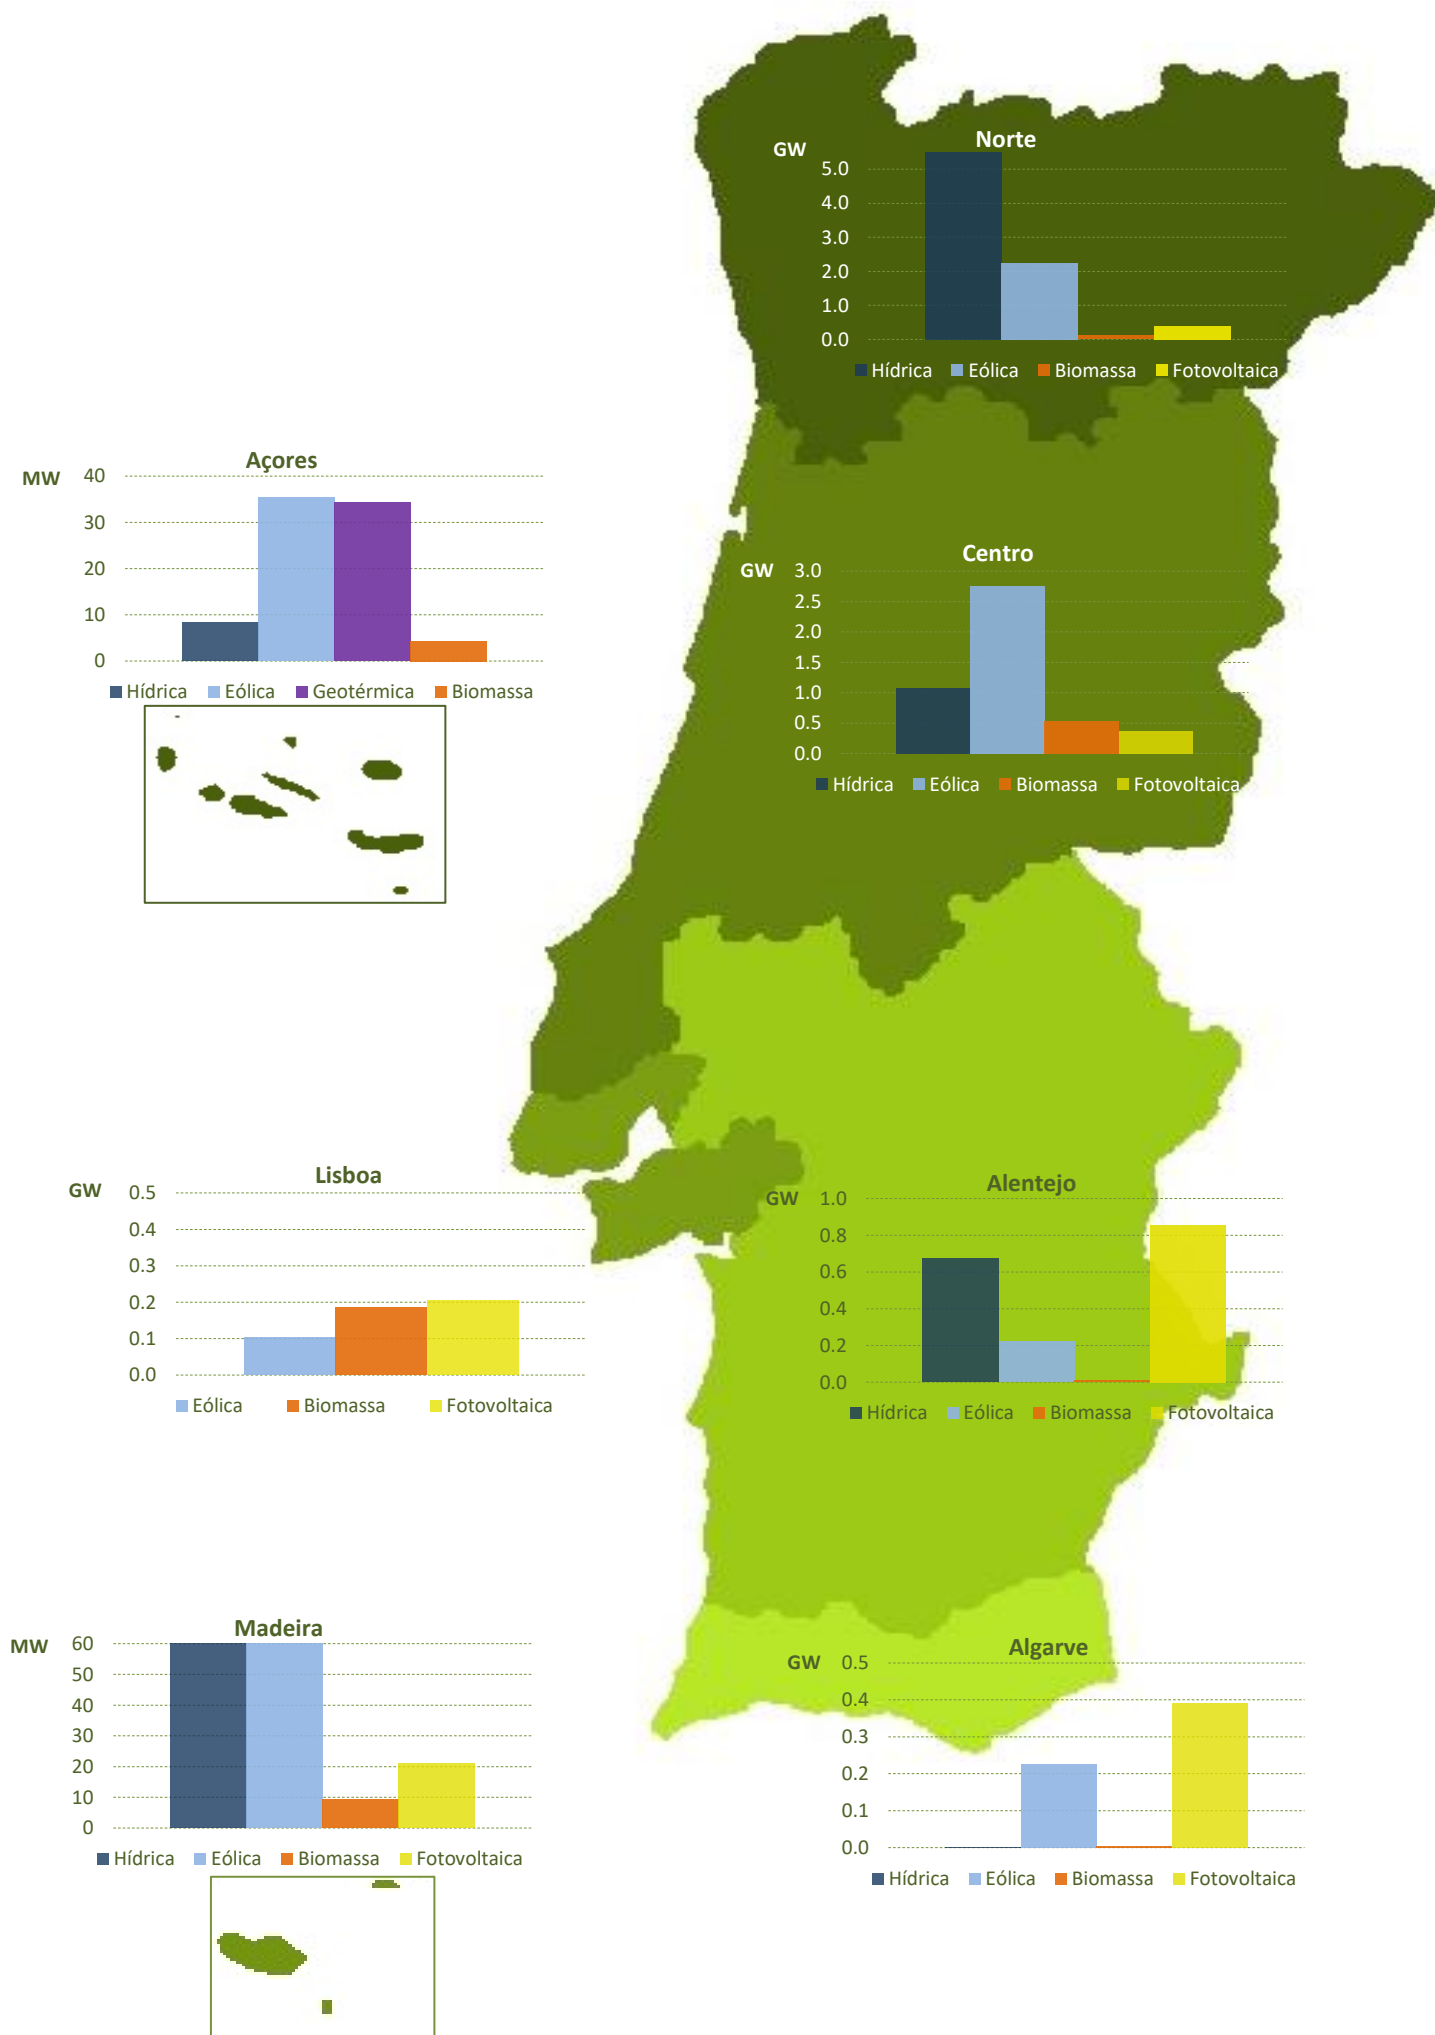 Norte
GW
5.0
4.0
3.0
2.0
1.0
0.0
Hídrica Eólica Biomassa Fotovoltaica
Açores
MW
40
30
20
10
0
Hídrica Eólica Geotérmica Biomassa
Centro
GW
3.0
2.5
2.0
1.5
1.0
0.5
0.0
Hídrica Eólica Biomassa Fotovoltaica
Lisboa
GW
0.5
0.4
0.3
0.2
0.1
0.0
Eólica Biomassa Fotovoltaica
Alentejo
GW
1.0
0.8
0.6
0.4
0.2
0.0
Hídrica Eólica Biomassa Fotovoltaica
Madeira
MW
60
50
40
30
20
10
0
Hídrica Eólica Biomassa Fotovoltaica
Algarve
GW
0.5
0.4
0.3
0.2
0.1
0.0
Hídrica Eólica Biomassa Fotovoltaica